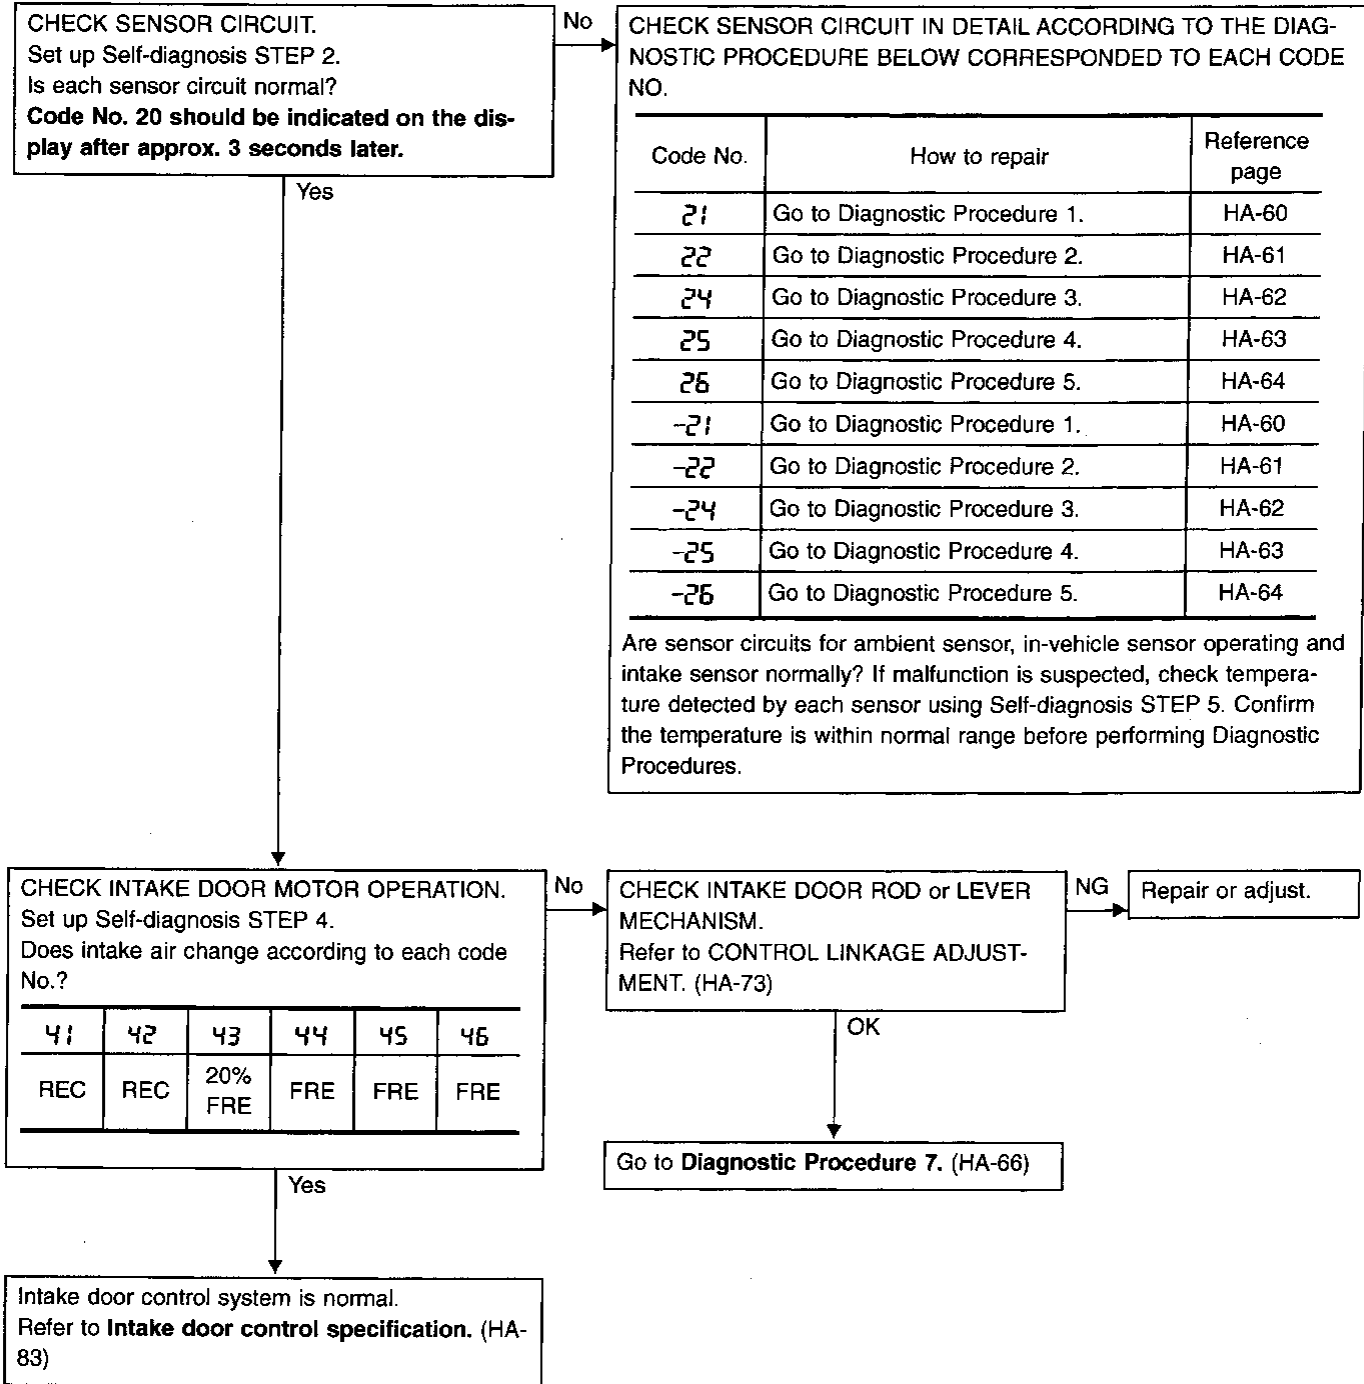 CHECK SENSOR CIRCUIT.
Set up Self-diagnosis STEP 2.
Is each sensor circuit normal?
Code No. 20 should be indicated on the dis-
play after approx. 3 seconds later.
No
CHECK SENSOR CIRCUIT IN DETAIL ACCORDING TO THE DIAG-
NOSTIC PROCEDURE BELOW CORRESPONDED TO EACH CODE
NO.
Code No. How to repair Reference page
21 Go to Diagnostic Procedure 1. HA-60
22 Go to Diagnostic Procedure 2. HA-61
24 Go to Diagnostic Procedure 3. HA-62
25 Go to Diagnostic Procedure 4. HA-63
26 Go to Diagnostic Procedure 5. HA-64
-21 Go to Diagnostic Procedure 1. HA-60
-22 Go to Diagnostic Procedure 2. HA-61
-24 Go to Diagnostic Procedure 3. HA-62
-25 Go to Diagnostic Procedure 4. HA-63
-26 Go to Diagnostic Procedure 5. HA-64
Are sensor circuits for ambient sensor, in-vehicle sensor operating and
intake sensor normally? If malfunction is suspected, check tempera-
ture detected by each sensor using Self-diagnosis STEP 5. Confirm
the temperature is within normal range before performing Diagnostic
Procedures.
Yes
CHECK INTAKE DOOR MOTOR OPERATION.
Set up Self-diagnosis STEP 4.
Does intake air change according to each code
No.?
41 42 43 44 45 46
REC REC 20% FRE FRE FRE FRE
No
CHECK INTAKE DOOR ROD or LEVER
MECHANISM.
Refer to CONTROL LINKAGE ADJUST-
MENT. (HA-73)
NG
Repair or adjust.
OK
Go to Diagnostic Procedure 7. (HA-66)
Yes
Intake door control system is normal.
Refer to Intake door control specification. (HA-
83)